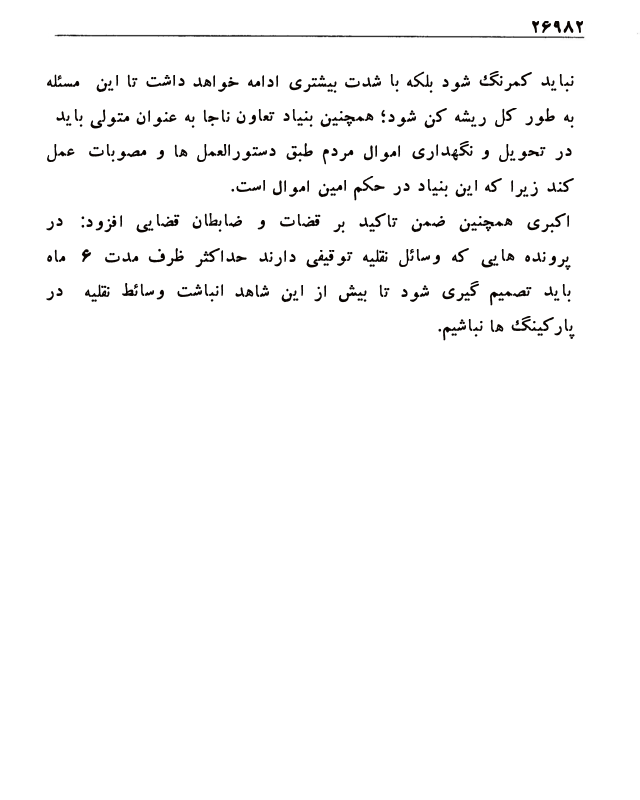 ۲۶۹۸۲
نباید کمرنگ شود بلکه با شدت بیشتری ادامه خواهد داشت تا این مسئله
به طور کل ریشه کن شود؛ همچنین بنیاد تعاون ناجا به عنوان متولی باید
در تحویل و نگهداری اموال مردم طبق دستورالعمل ها و مصوبات عمل
کند زیرا که این بنیاد در حکم امین اموال است.
اکبری همچنین ضمن تاکید بر قضات و ضابطان قضایی افزود: در
پرونده هایی که وسائل نقلیه توقیفی دارند حداکثر ظرف مدت ۶ ماه
باید تصمیم گیری شود تا بیش از این شاهد انباشت وسائط نقلیه در
پارکینگ ها نباشیم.